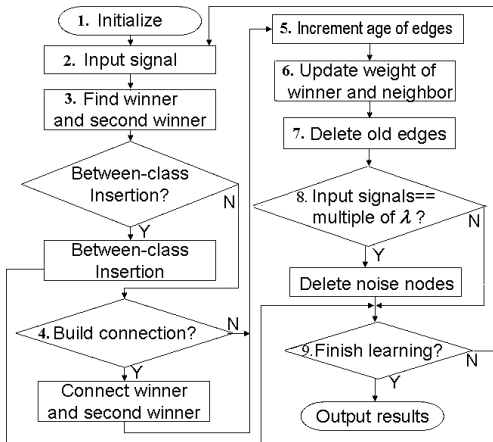 1. Initialize
2. Input signal
3. Find winner
and second winner
Between-class
Insertion?
N
Y
Between-class
Insertion
4. Build connection?
N
Y
Connect winner
and second winner
5. Increment age of edges
6. Update weight of
winner and neighbor
7. Delete old edges
8. Input signals==
multiple of λ ?
N
Y
Delete noise nodes
9. Finish learning?
N
Y
Output results